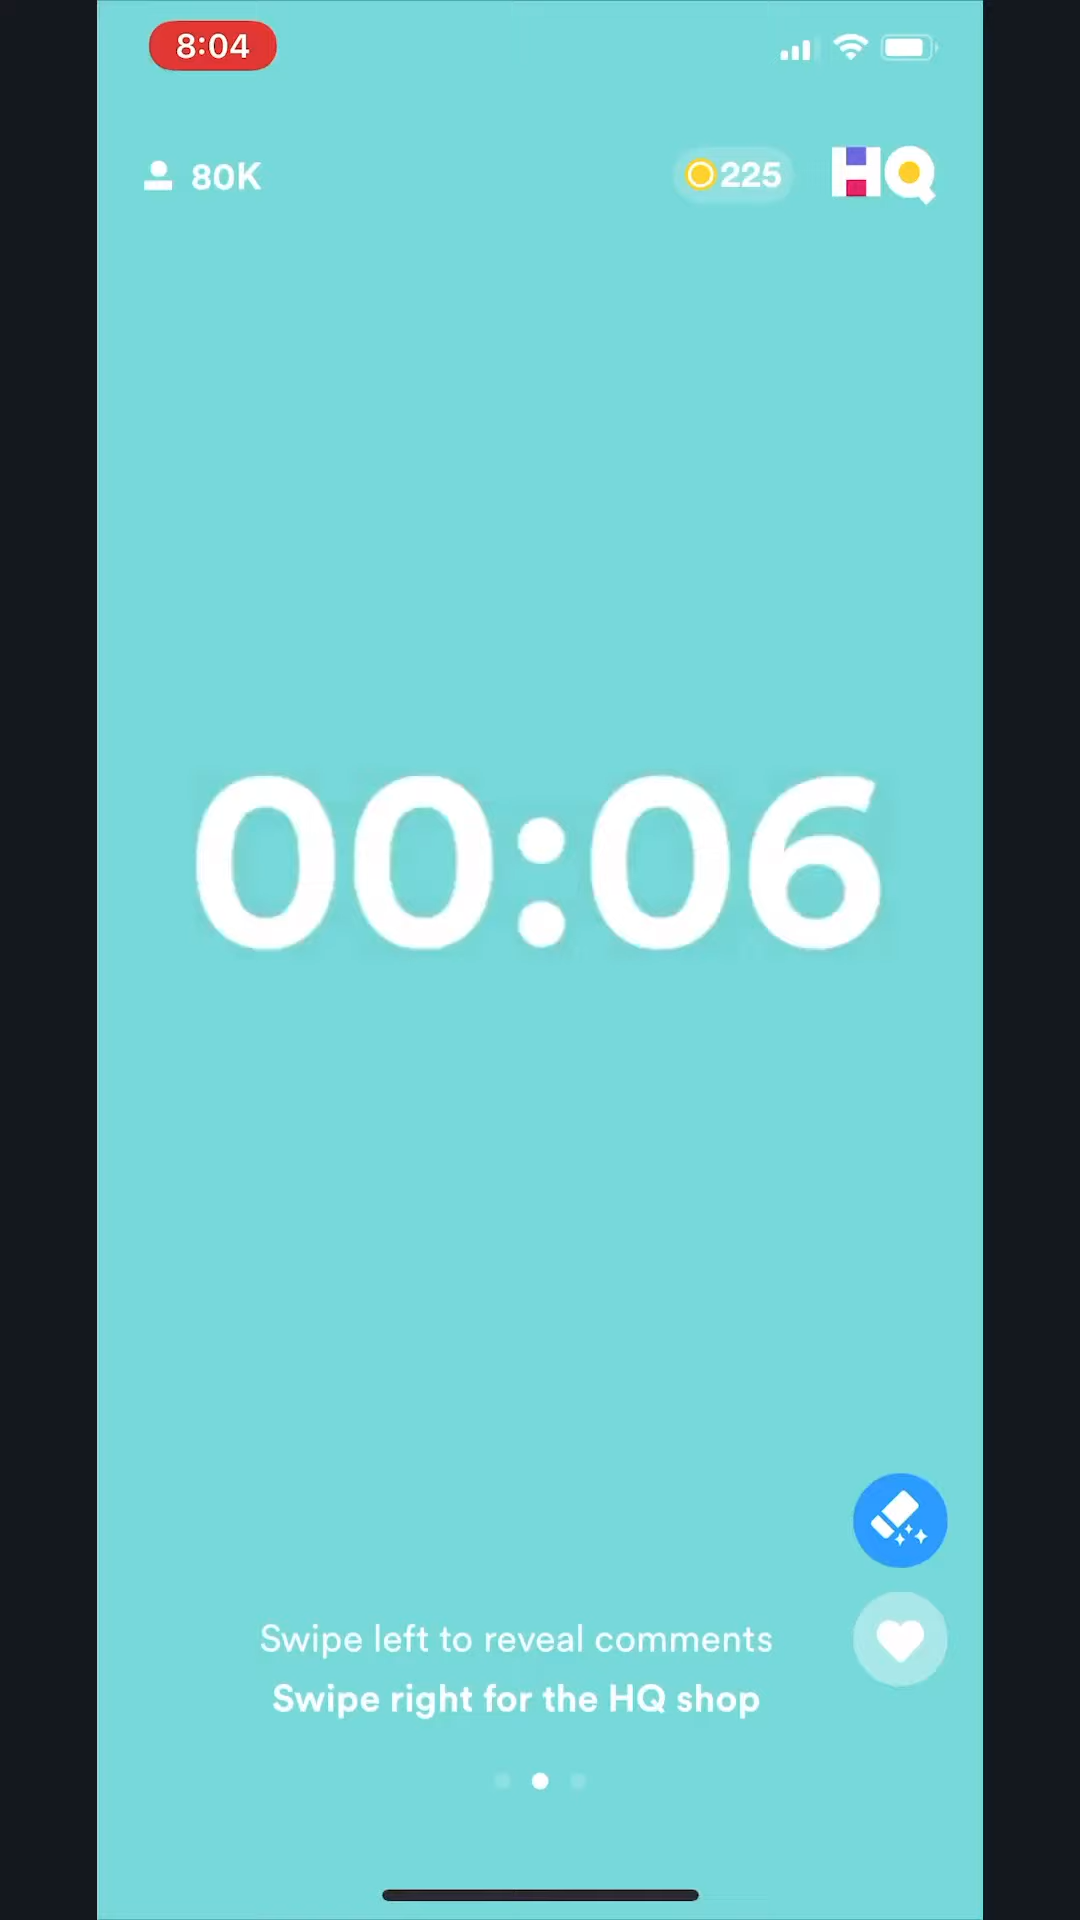 8:04
80K
225
HQ
00:06
Swipe left to reveal comments
Swipe right for the HQ shop